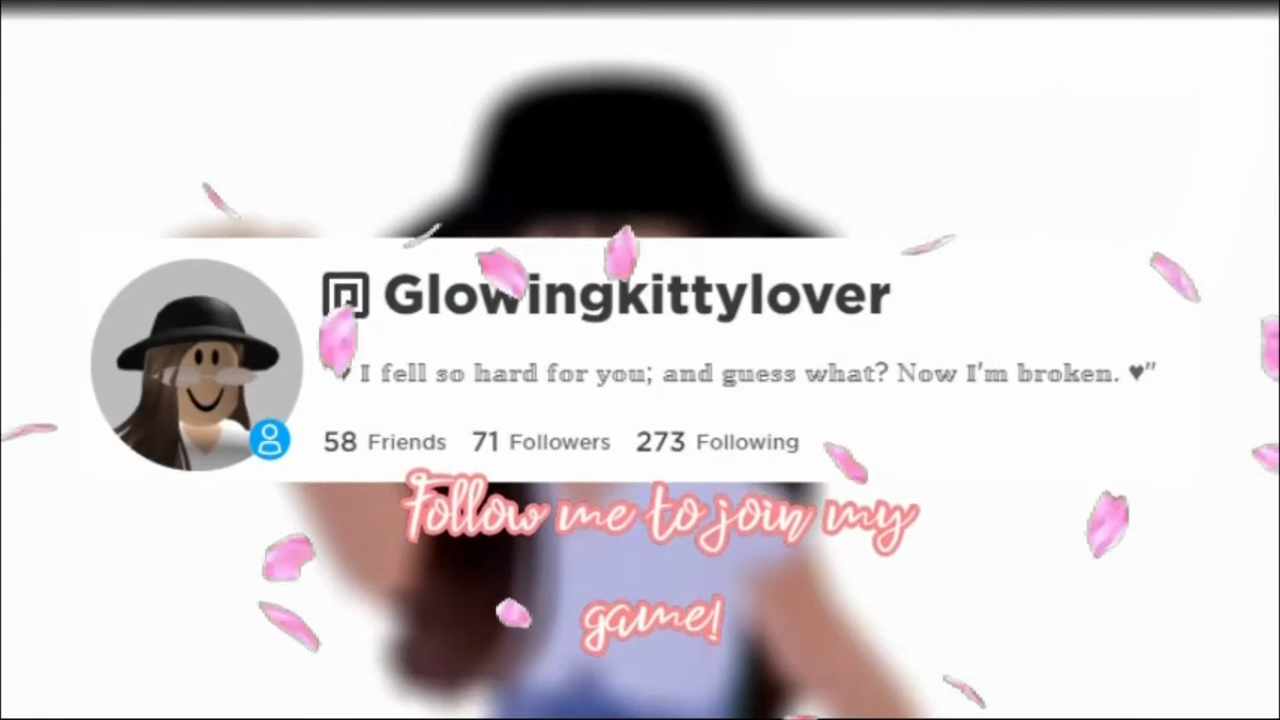 Glowingkittylover
"♥ I fell so hard for you; and guess what? Now I'm broken. ♥"
58 Friends 71 Followers 273 Following
Follow me to join my
game!